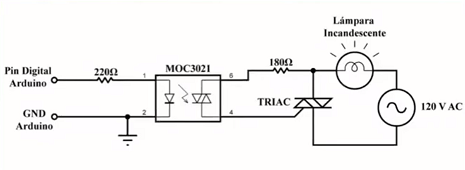 Lámpara
Incandescente
MOC3021
180Ω
Pin Digital
Arduino
220Ω
1
6
TRIAC
120 V AC
GND
Arduino
2
4